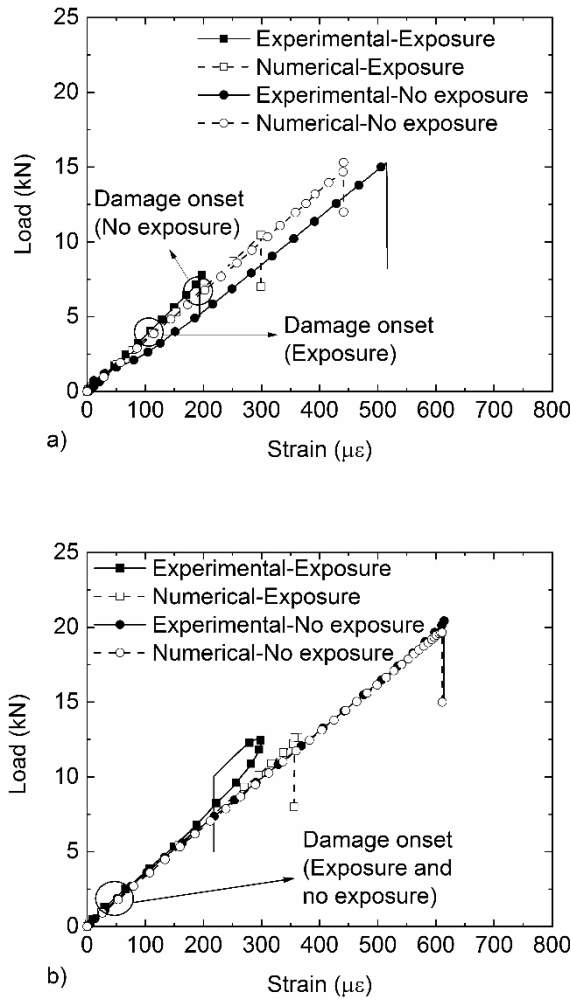 25
20
15
10
5
0
Load (kN)
Experimental-Exposure
Numerical-Exposure
Experimental-No exposure
Numerical-No exposure
Damage onset
(No exposure)
Damage onset
(Exposure)
0 100 200 300 400 500 600 700 800
a)
Strain (με)
25
20
15
10
5
0
Load (kN)
Experimental-Exposure
Numerical-Exposure
Experimental-No exposure
Numerical-No exposure
Damage onset
(Exposure and
no exposure)
0 100 200 300 400 500 600 700 800
b)
Strain (με)